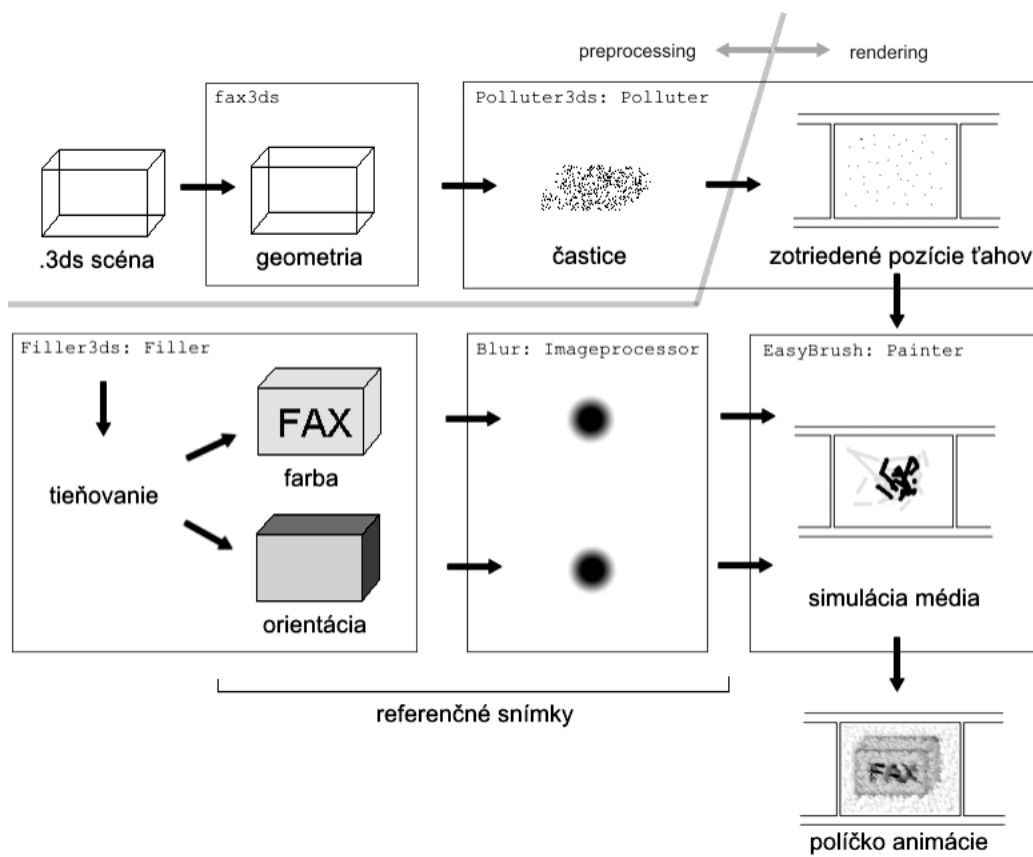 preprocessing
rendering
fax3ds
Polluter3ds: Polluter
.3ds scéna
geometria
častice
zotriedené pozície ťahov
Filler3ds: Filler
Blur: Imageprocessor
EasyBrush: Painter
FAX
farba
tieňovanie
orientácia
simulácia média
referenčné snímky
FAX
políčko animácie